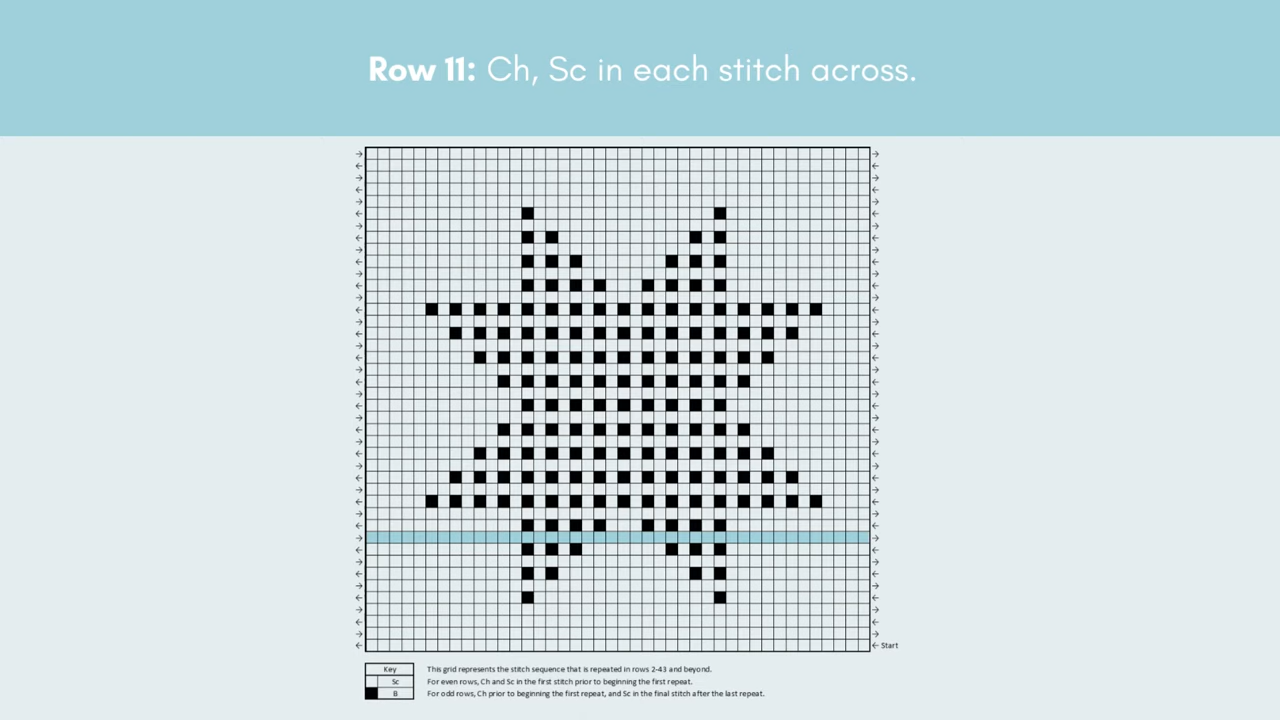 Row 11: Ch, Sc in each stitch across.
Start
Key
Sc
B
This grid represents the stitch sequence that is repeated in rows 2-43 and beyond.
For even rows, Ch and Sc in the first stitch prior to beginning the first repeat.
For odd rows, Ch prior to beginning the first repeat, and Sc in the final stitch after the last repeat.